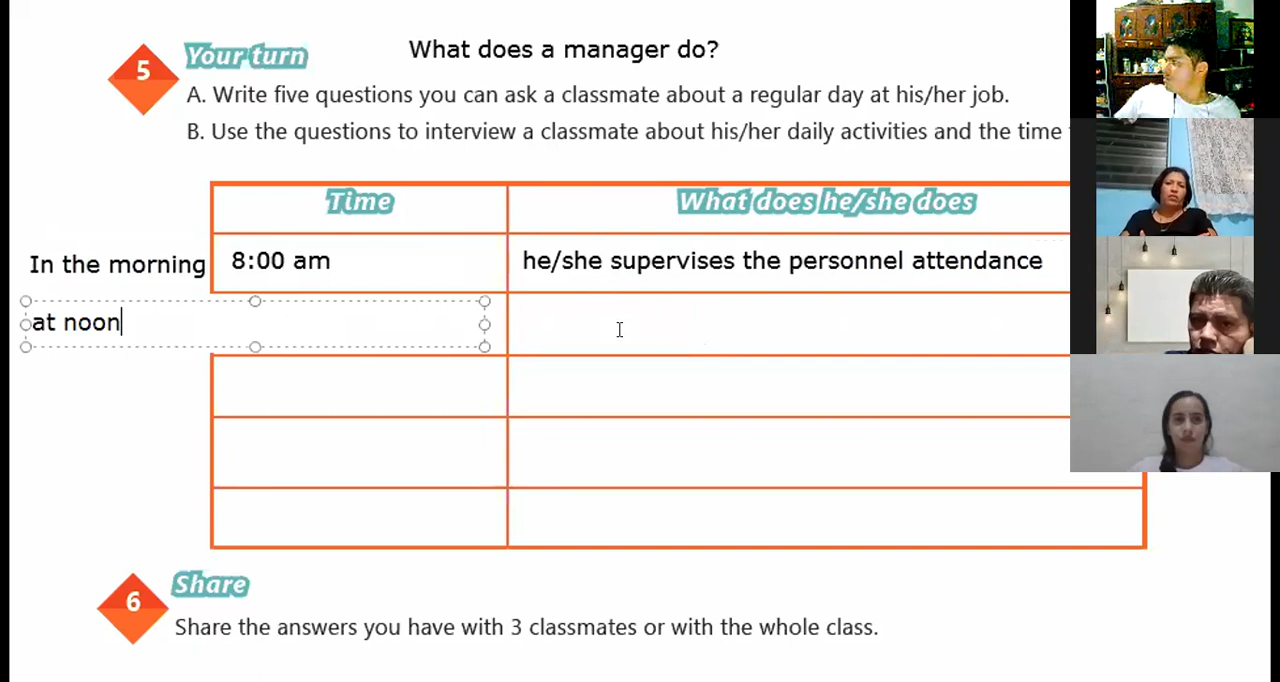 5 Your turn What does a manager do?
A. Write five questions you can ask a classmate about a regular day at his/her job.
B. Use the questions to interview a classmate about his/her daily activities and the time
Time What does he/she does
In the morning 8:00 am he/she supervises the personnel attendance
at noon
6 Share
Share the answers you have with 3 classmates or with the whole class.